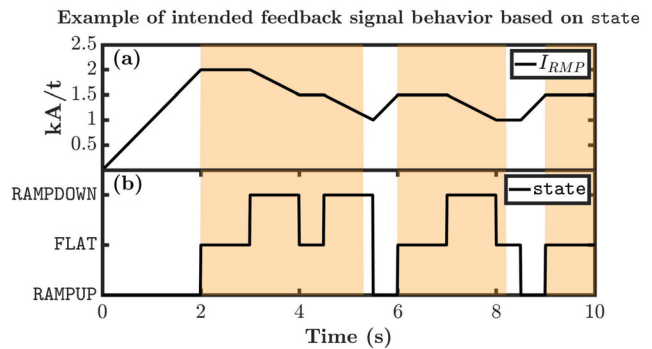 Example of intended feedback signal behavior based on state
2.5
(a)
I_RMP
2
1.5
1
0.5
kA/t
(b)
state
RAMPDOWN
FLAT
RAMPUP
0 2 4 6 8 10
Time (s)